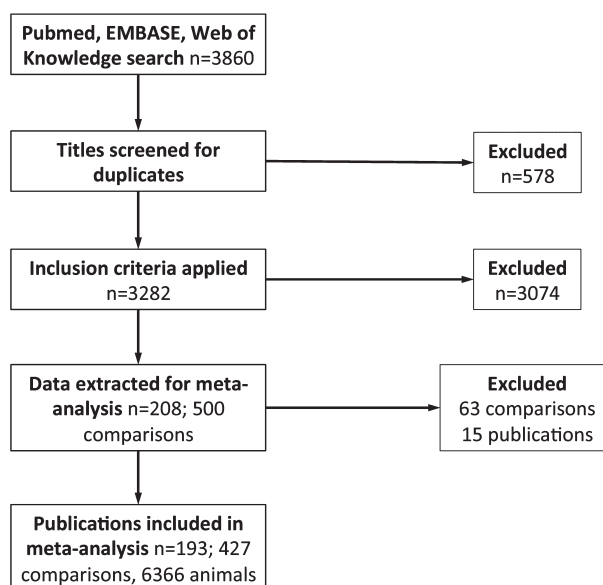 Pubmed, EMBASE, Web of
Knowledge search n=3860
Titles screened for
duplicates
Excluded
n=578
Inclusion criteria applied
n=3282
Excluded
n=3074
Data extracted for meta-
analysis n=208; 500
comparisons
Excluded
63 comparisons
15 publications
Publications included in
meta-analysis n=193; 427
comparisons, 6366 animals